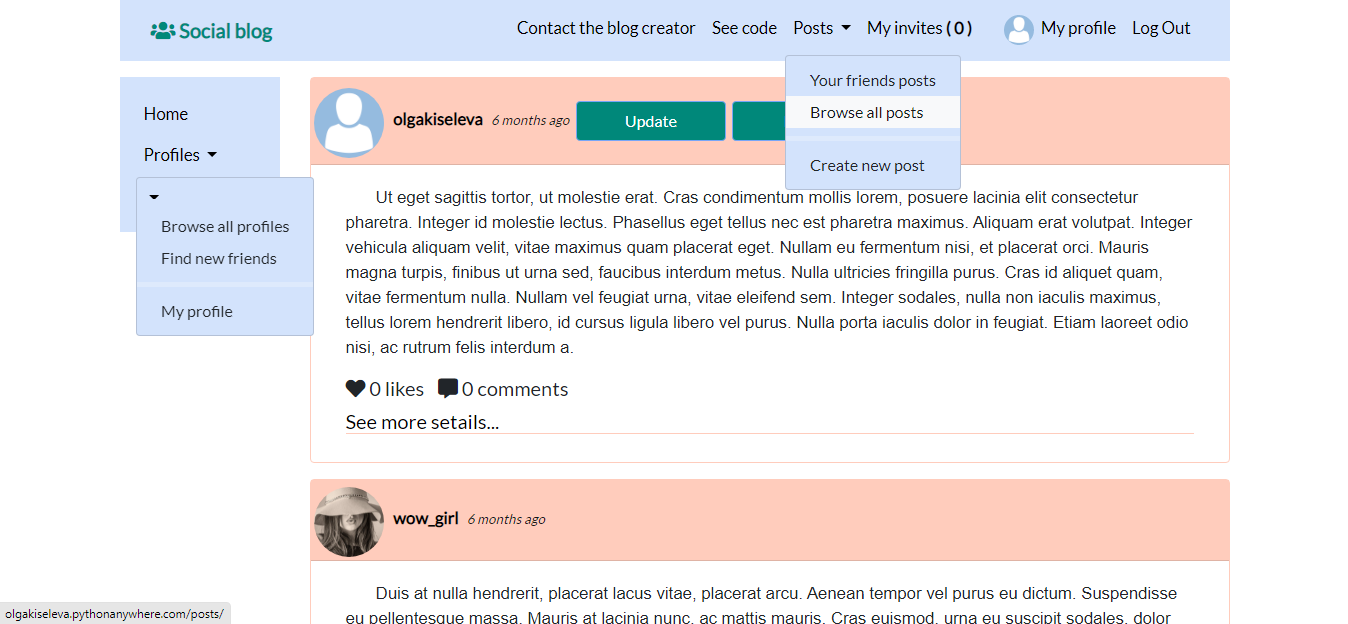 Social blog
Contact the blog creator
See code
Posts
My invites ( 0 )
My profile
Log Out
Your friends posts
Browse all posts
Create new post
Home
Profiles
Browse all profiles
Find new friends
My profile
olgakiseleva 6 months ago
Update
Ut eget sagittis tortor, ut molestie erat. Cras condimentum mollis lorem, posuere lacinia elit consectetur
pharetra. Integer id molestie lectus. Phasellus eget tellus nec est pharetra maximus. Aliquam erat volutpat. Integer
vehicula aliquam velit, vitae maximus quam placerat eget. Nullam eu fermentum nisi, et placerat orci. Mauris
magna turpis, finibus ut urna sed, faucibus interdum metus. Nulla ultricies fringilla purus. Cras id aliquet quam,
vitae fermentum nulla. Nullam vel feugiat urna, vitae eleifend sem. Integer sodales, nulla non iaculis maximus,
tellus lorem hendrerit libero, id cursus ligula libero vel purus. Nulla porta iaculis dolor in feugiat. Etiam laoreet odio
nisi, ac rutrum felis interdum a.
0 likes 0 comments
See more setails...
wow_girl 6 months ago
Duis at nulla hendrerit, placerat lacus vitae, placerat arcu. Aenean tempor vel purus eu dictum. Suspendisse
eu pellentesque massa. Mauris at lacinia nunc, ac mattis mauris. Cras euismod, urna eu suscipit sodales, dolor
olgakiseleva.pythonanywhere.com/posts/